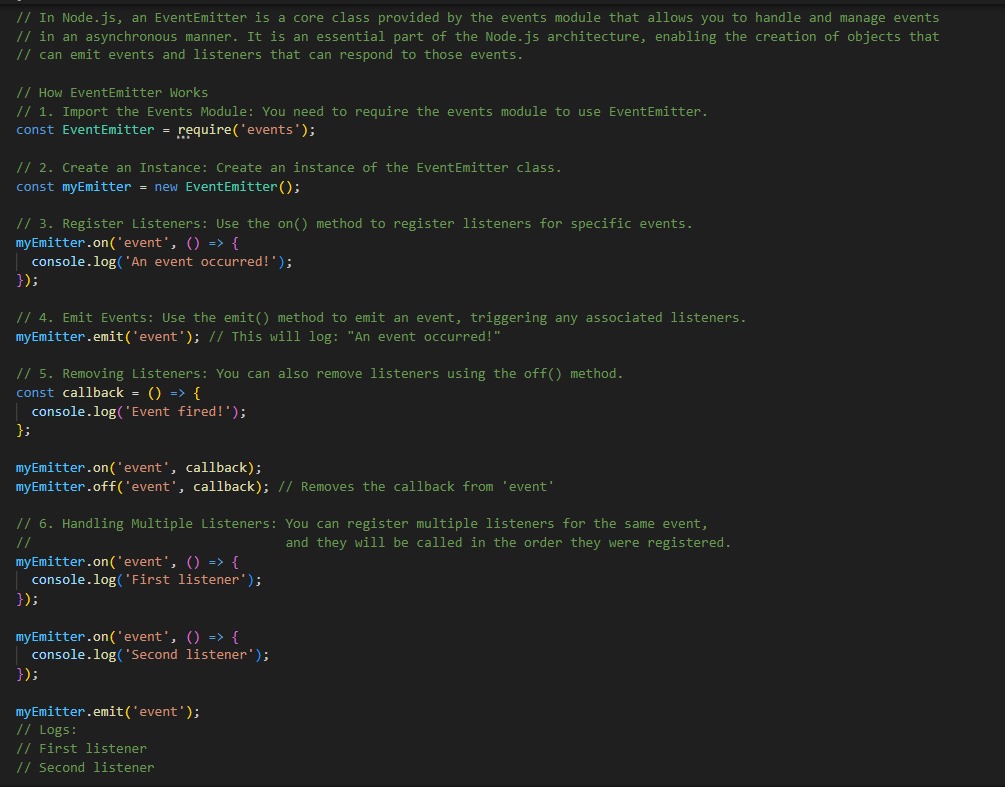 // In Node.js, an EventEmitter is a core class provided by the events module that allows you to handle and manage events
// in an asynchronous manner. It is an essential part of the Node.js architecture, enabling the creation of objects that
// can emit events and listeners that can respond to those events.

// How EventEmitter Works
// 1. Import the Events Module: You need to require the events module to use EventEmitter.
const EventEmitter = require('events');

// 2. Create an Instance: Create an instance of the EventEmitter class.
const myEmitter = new EventEmitter();

// 3. Register Listeners: Use the on() method to register listeners for specific events.
myEmitter.on('event', () => {
  console.log('An event occurred!');
});

// 4. Emit Events: Use the emit() method to emit an event, triggering any associated listeners.
myEmitter.emit('event'); // This will log: "An event occurred!"

// 5. Removing Listeners: You can also remove listeners using the off() method.
const callback = () => {
  console.log('Event fired!');
};

myEmitter.on('event', callback);
myEmitter.off('event', callback); // Removes the callback from 'event'

// 6. Handling Multiple Listeners: You can register multiple listeners for the same event,
//                                 and they will be called in the order they were registered.
myEmitter.on('event', () => {
  console.log('First listener');
});

myEmitter.on('event', () => {
  console.log('Second listener');
});

myEmitter.emit('event');
// Logs:
// First listener
// Second listener